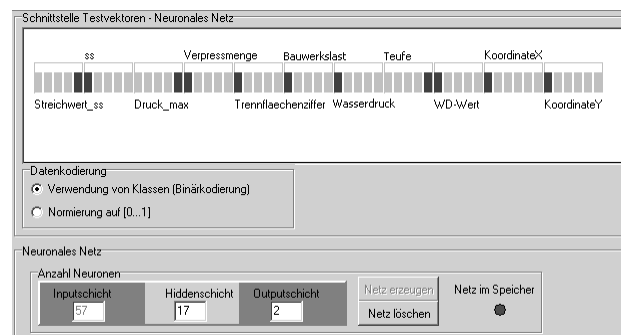 Schnittstelle Testvektoren - Neuronales Netz
ss Verpressmenge Bauwerkslast Teufe KoordinateX
Streichwert_ss Druck_max Trennflaechenziffer Wasserdruck WD-Wert KoordinateY
Datenkodierung
Verwendung von Klassen (Binärkodierung)
Normierung auf [0...1]
Neuronales Netz
Anzahl Neuronen
Inputschicht Hiddenschicht Outputschicht
57 17 2
Netz erzeugen
Netz löschen
Netz im Speicher